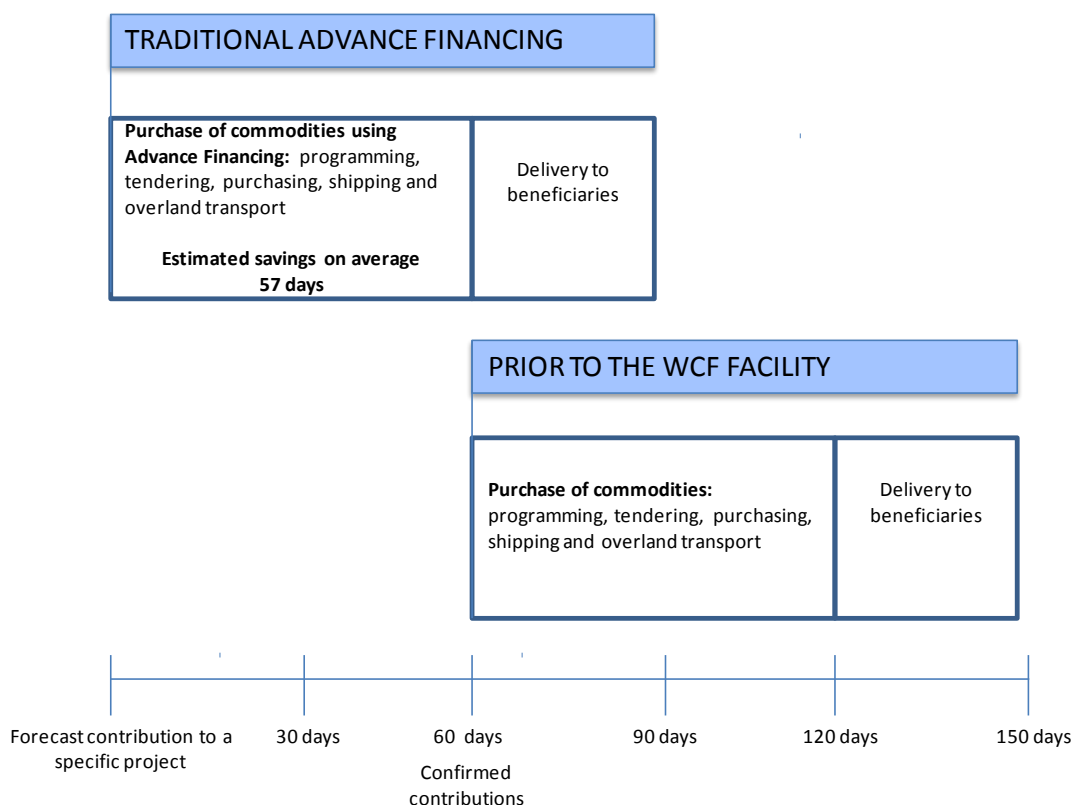 TRADITIONAL ADVANCE FINANCING
Purchase of commodities using
Advance Financing: programming,
tendering, purchasing, shipping and
overland transport
Estimated savings on average
57 days
Delivery to
beneficiaries
PRIOR TO THE WCF FACILITY
Purchase of commodities:
programming, tendering, purchasing,
shipping and overland transport
Delivery to
beneficiaries
Forecast contribution to a
specific project
30 days
60 days
Confirmed
contributions
90 days
120 days
150 days